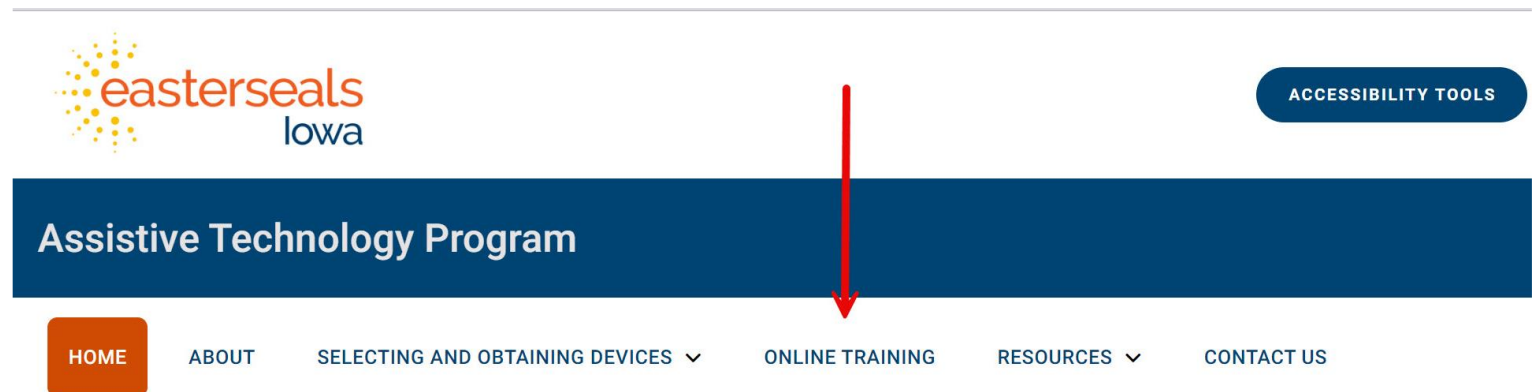 easterseals
Iowa
ACCESSIBILITY TOOLS
Assistive Technology Program
HOME ABOUT SELECTING AND OBTAINING DEVICES ONLINE TRAINING RESOURCES CONTACT US